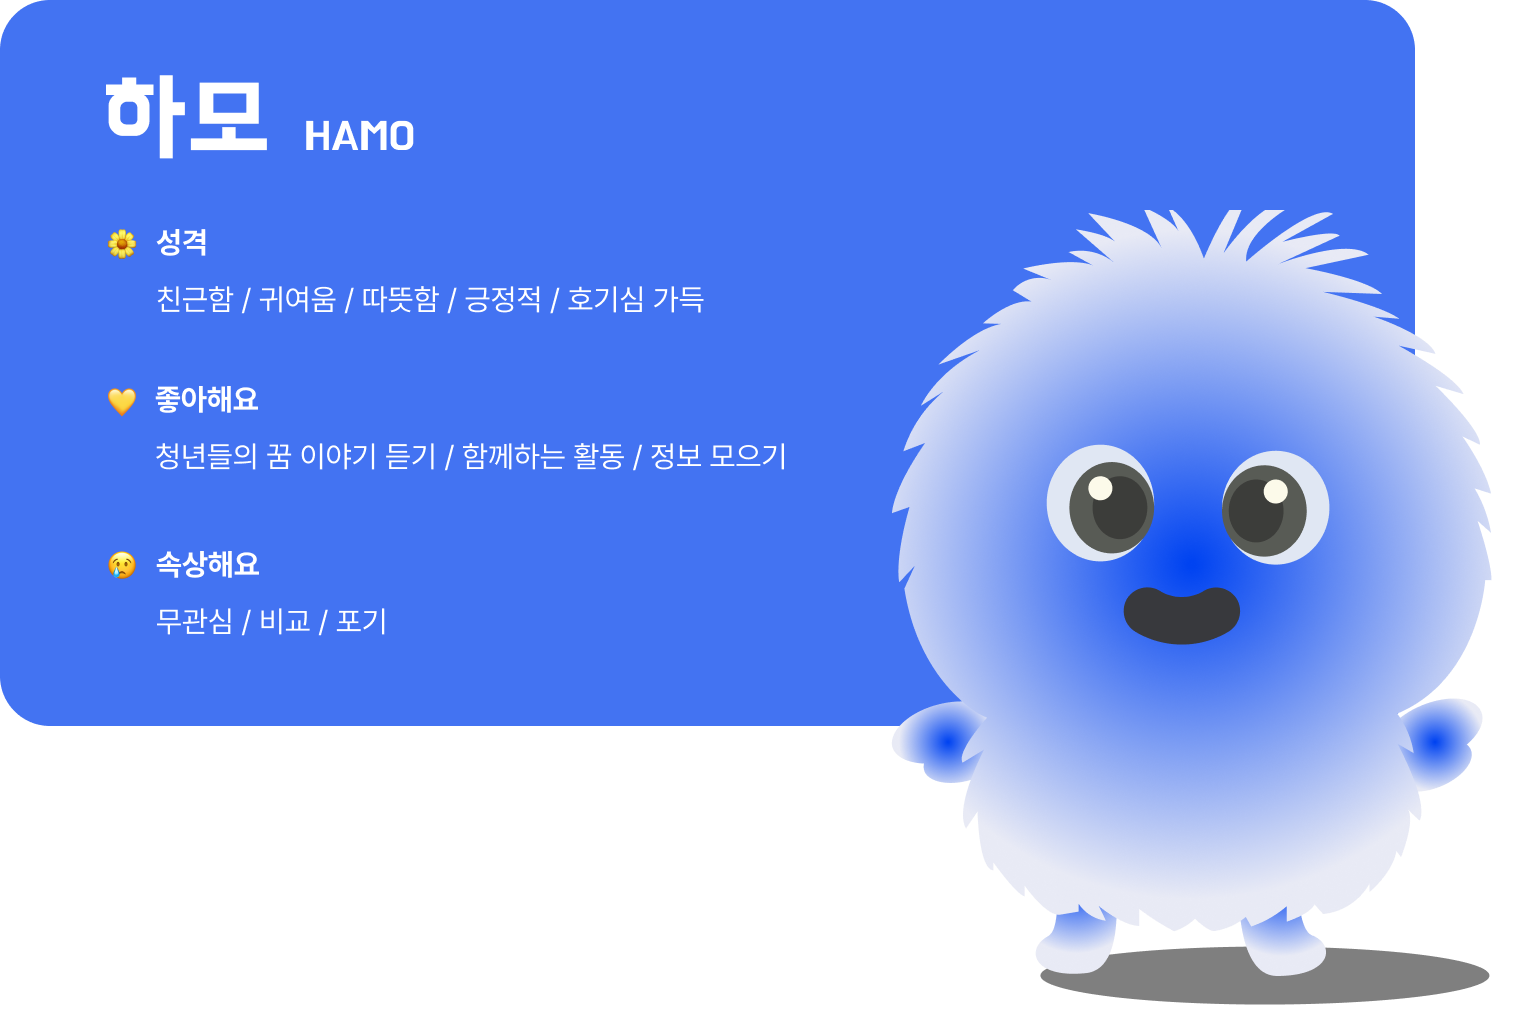 하모 HAMO
성격
친근함 / 귀여움 / 따뜻함 / 긍정적 / 호기심 가득
좋아해요
청년들의 꿈 이야기 듣기 / 함께하는 활동 / 정보 모으기
속상해요
무관심 / 비교 / 포기